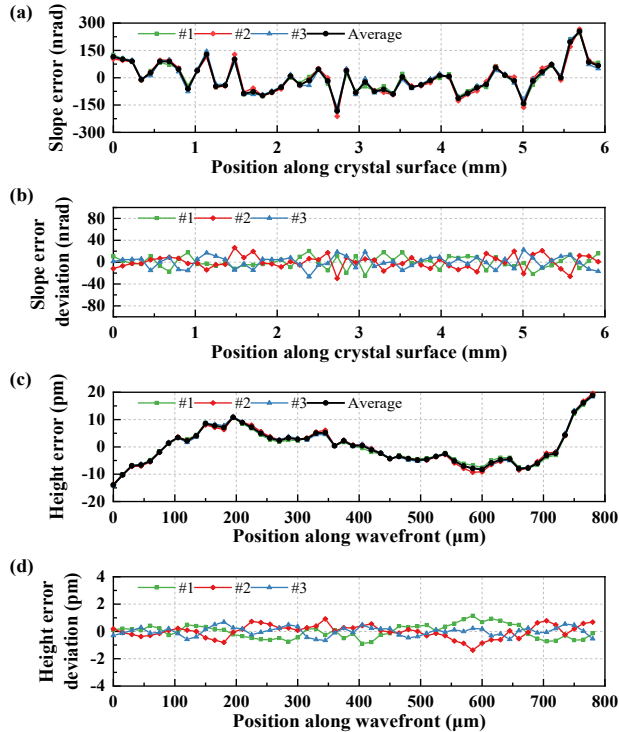 (a)
300
150
0
-150
-300
Slope error (nrad)
#1 #2 #3 Average
0 1 2 3 4 5 6
Position along crystal surface (mm)
(b)
80
40
0
-40
-80
Slope error
deviation (nrad)
#1 #2 #3
0 1 2 3 4 5 6
Position along crystal surface (mm)
(c)
20
10
0
-10
-20
Height error (pm)
#1 #2 #3 Average
0 100 200 300 400 500 600 700 800
Position along wavefront (μm)
(d)
4
2
0
-2
-4
Height error
deviation (pm)
#1 #2 #3
0 100 200 300 400 500 600 700 800
Position along wavefront (μm)